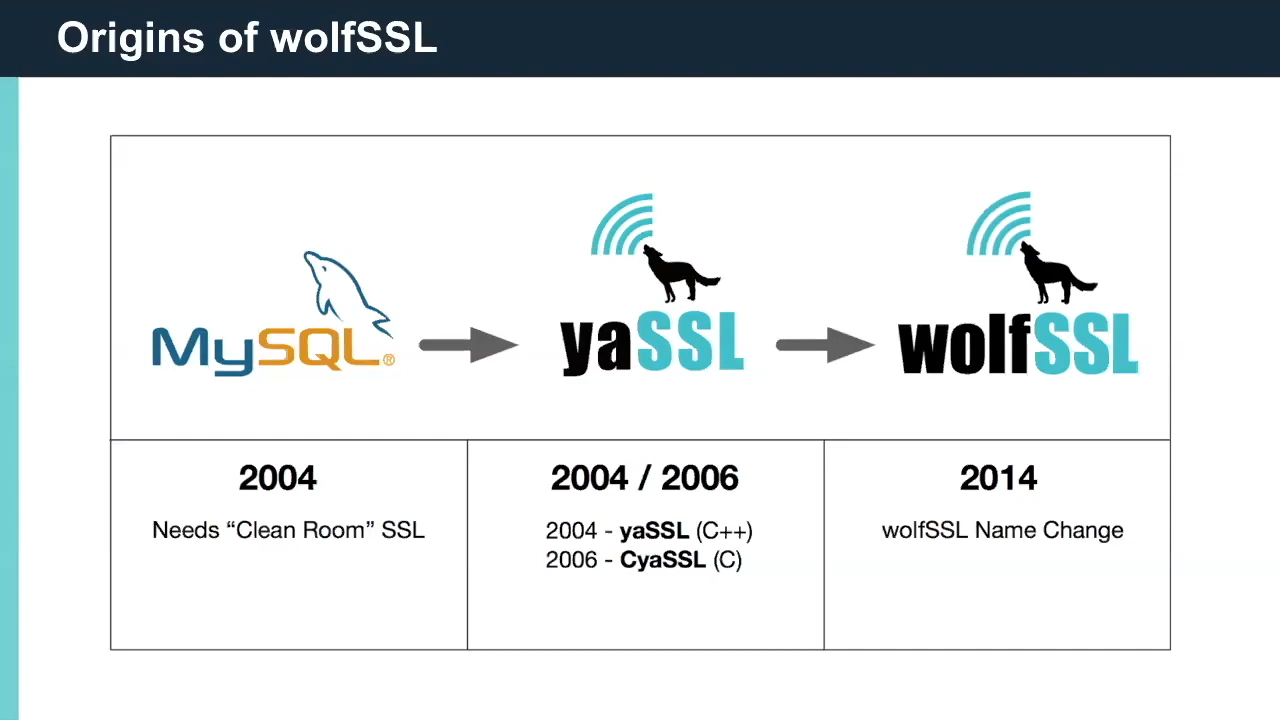 Origins of wolfSSL
MySQL®
yaSSL
wolfSSL
2004
Needs “Clean Room” SSL
2004 / 2006
2004 - yaSSL (C++)
2006 - CyaSSL (C)
2014
wolfSSL Name Change